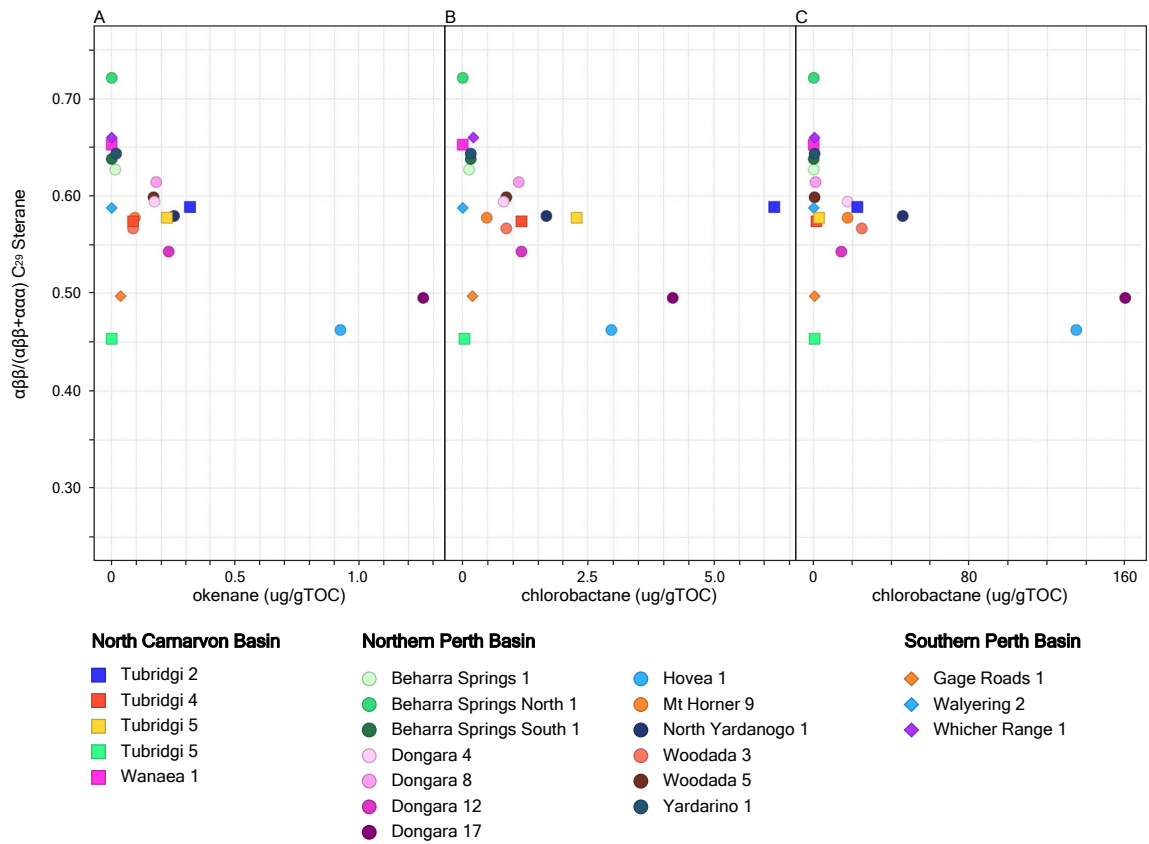 A B C
0.70
0.60
0.50
0.40
0.30
αββ/(αββ+ααα) C29 Sterane
0 0.5 1.0 0 2.5 5.0 0 80 160
okenane (ug/gTOC) chlorobactane (ug/gTOC) chlorobactane (ug/gTOC)
North Carnarvon Basin
Tubridgi 2
Tubridgi 4
Tubridgi 5
Tubridgi 5
Wanaea 1
Northern Perth Basin
Beharra Springs 1
Beharra Springs North 1
Beharra Springs South 1
Dongara 4
Dongara 8
Dongara 12
Dongara 17
Hovea 1
Mt Horner 9
North Yardanogo 1
Woodada 3
Woodada 5
Yardarino 1
Southern Perth Basin
Gage Roads 1
Walyering 2
Whicher Range 1